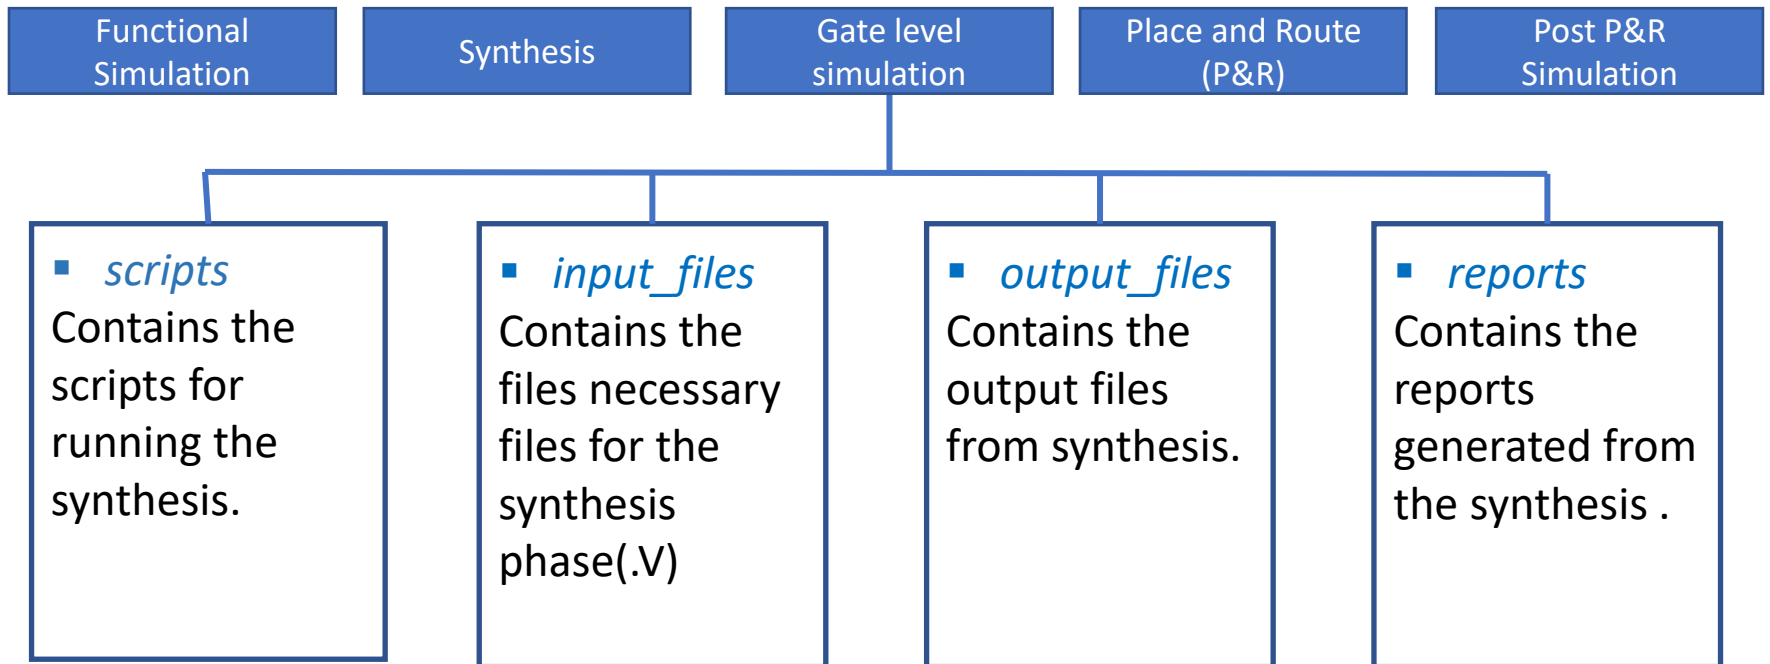 Functional
Simulation
Synthesis
Gate level
simulation
Place and Route
(P&R)
Post P&R
Simulation
▪ scripts
Contains the
scripts for
running the
synthesis.
▪ input_files
Contains the
files necessary
files for the
synthesis
phase(.V)
▪ output_files
Contains the
output files
from synthesis.
▪ reports
Contains the
reports
generated from
the synthesis .